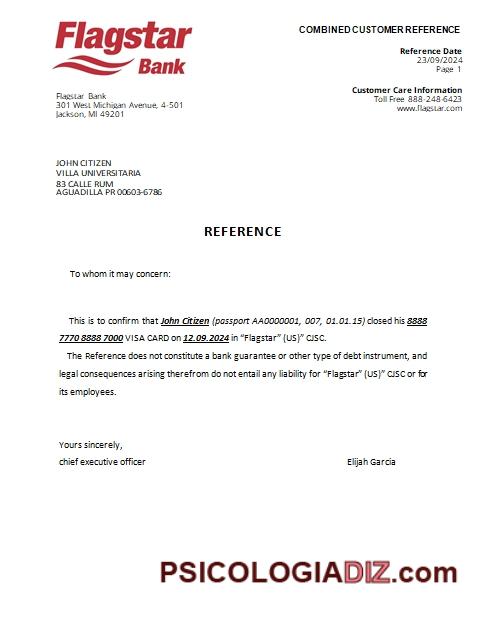 Flagstar
Bank
COMBINED CUSTOMER REFERENCE
Reference Date
23/09/2024
Page 1
Customer Care Information
Toll Free 888-248-6423
www.flagstar.com
Flagstar Bank
301 West Michigan Avenue, 4-501
Jackson, MI 49201
JOHN CITIZEN
VILLA UNIVERSITARIA
83 CALLE RUM
AGUADILLA PR 00603-6786
REFERENCE
To whom it may concern:
This is to confirm that John Citizen (passport AA0000001, 007, 01.01.15) closed his 8888
7770 8888 7000 VISA CARD on 12.09.2024 in “Flagstar” (US)” CJSC.
The Reference does not constitute a bank guarantee or other type of debt instrument, and
legal consequences arising therefrom do not entail any liability for “Flagstar” (US)” CJSC or for
its employees.
Yours sincerely,
chief executive officer Elijah Garcia
PSICOLOGIADIZ.com